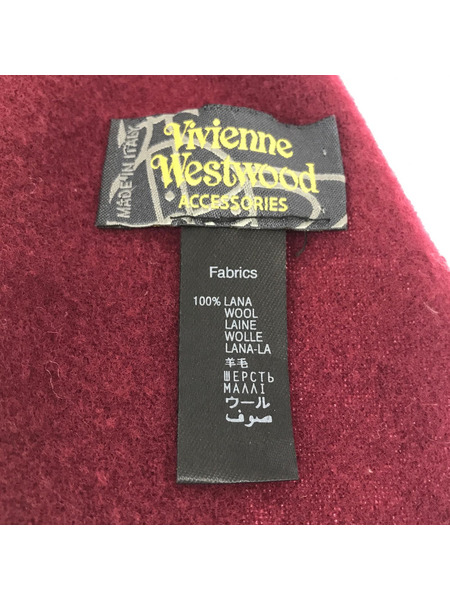 Vivienne
Westwood
ACCESSORIES
MADE IN ITALY
Fabrics
100% LANA
WOOL
LAINE
WOLLE
LANA-LA
羊毛
ШЕРСТЬ
ΜΑΛΛΙ
ウール
صوف